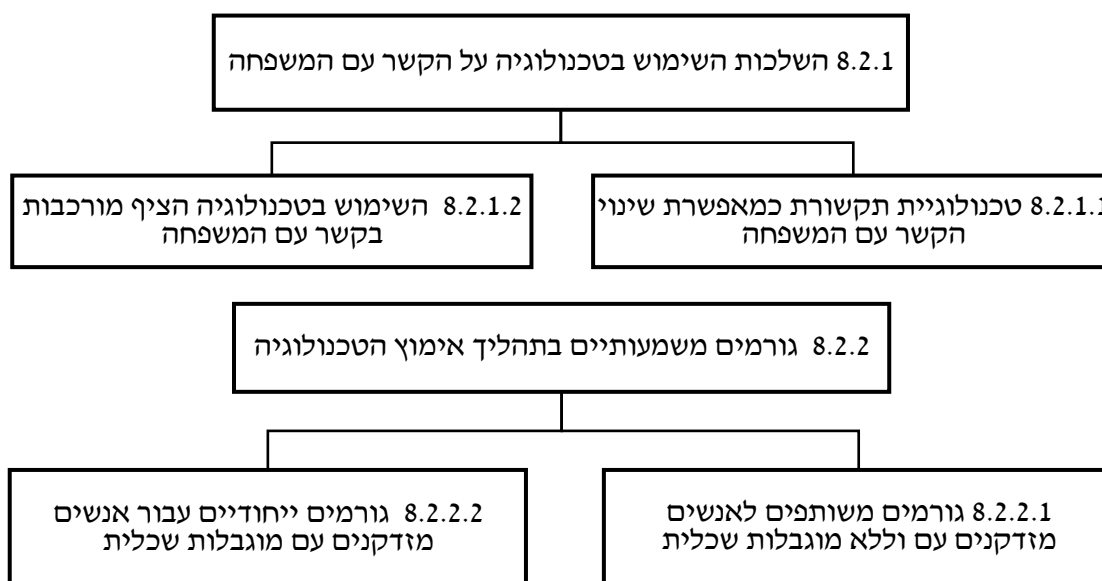 8.2.1 השלכות השימוש בטכנולוגיה על הקשר עם המשפחה
8.2.1.1 טכנולוגיית תקשורת כמאפשרת שינוי
הקשר עם המשפחה
8.2.1.2 השימוש בטכנולוגיה הציף מורכבות
בקשר עם המשפחה
8.2.2 גורמים משמעותיים בתהליך אימוץ הטכנולוגיה
8.2.2.1 גורמים משותפים לאנשים
מזדקנים עם וללא מוגבלות שכלית
8.2.2.2 גורמים ייחודיים עבור אנשים
מזדקנים עם מוגבלות שכלית